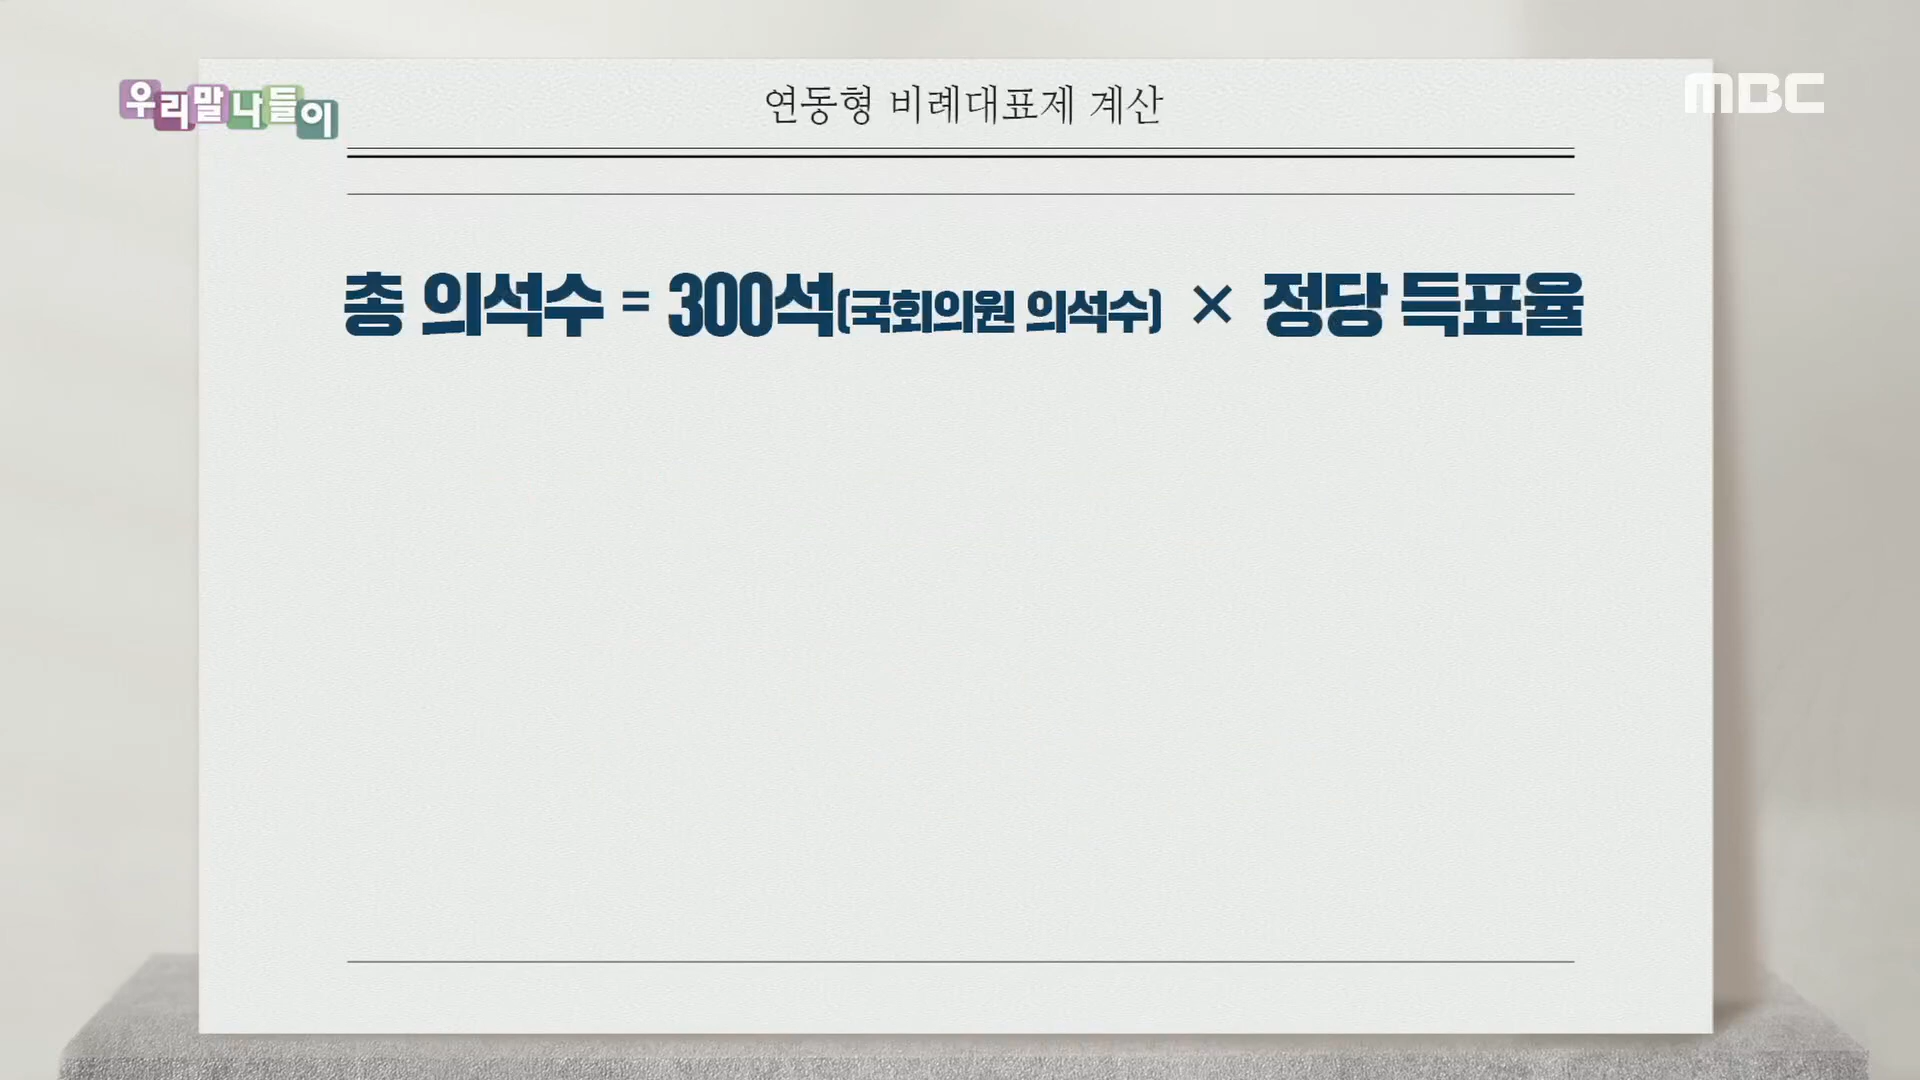 우리말나들이
연동형 비례대표제 계산
MBC
총 의석수 = 300석(국회의원 의석수) × 정당 득표율